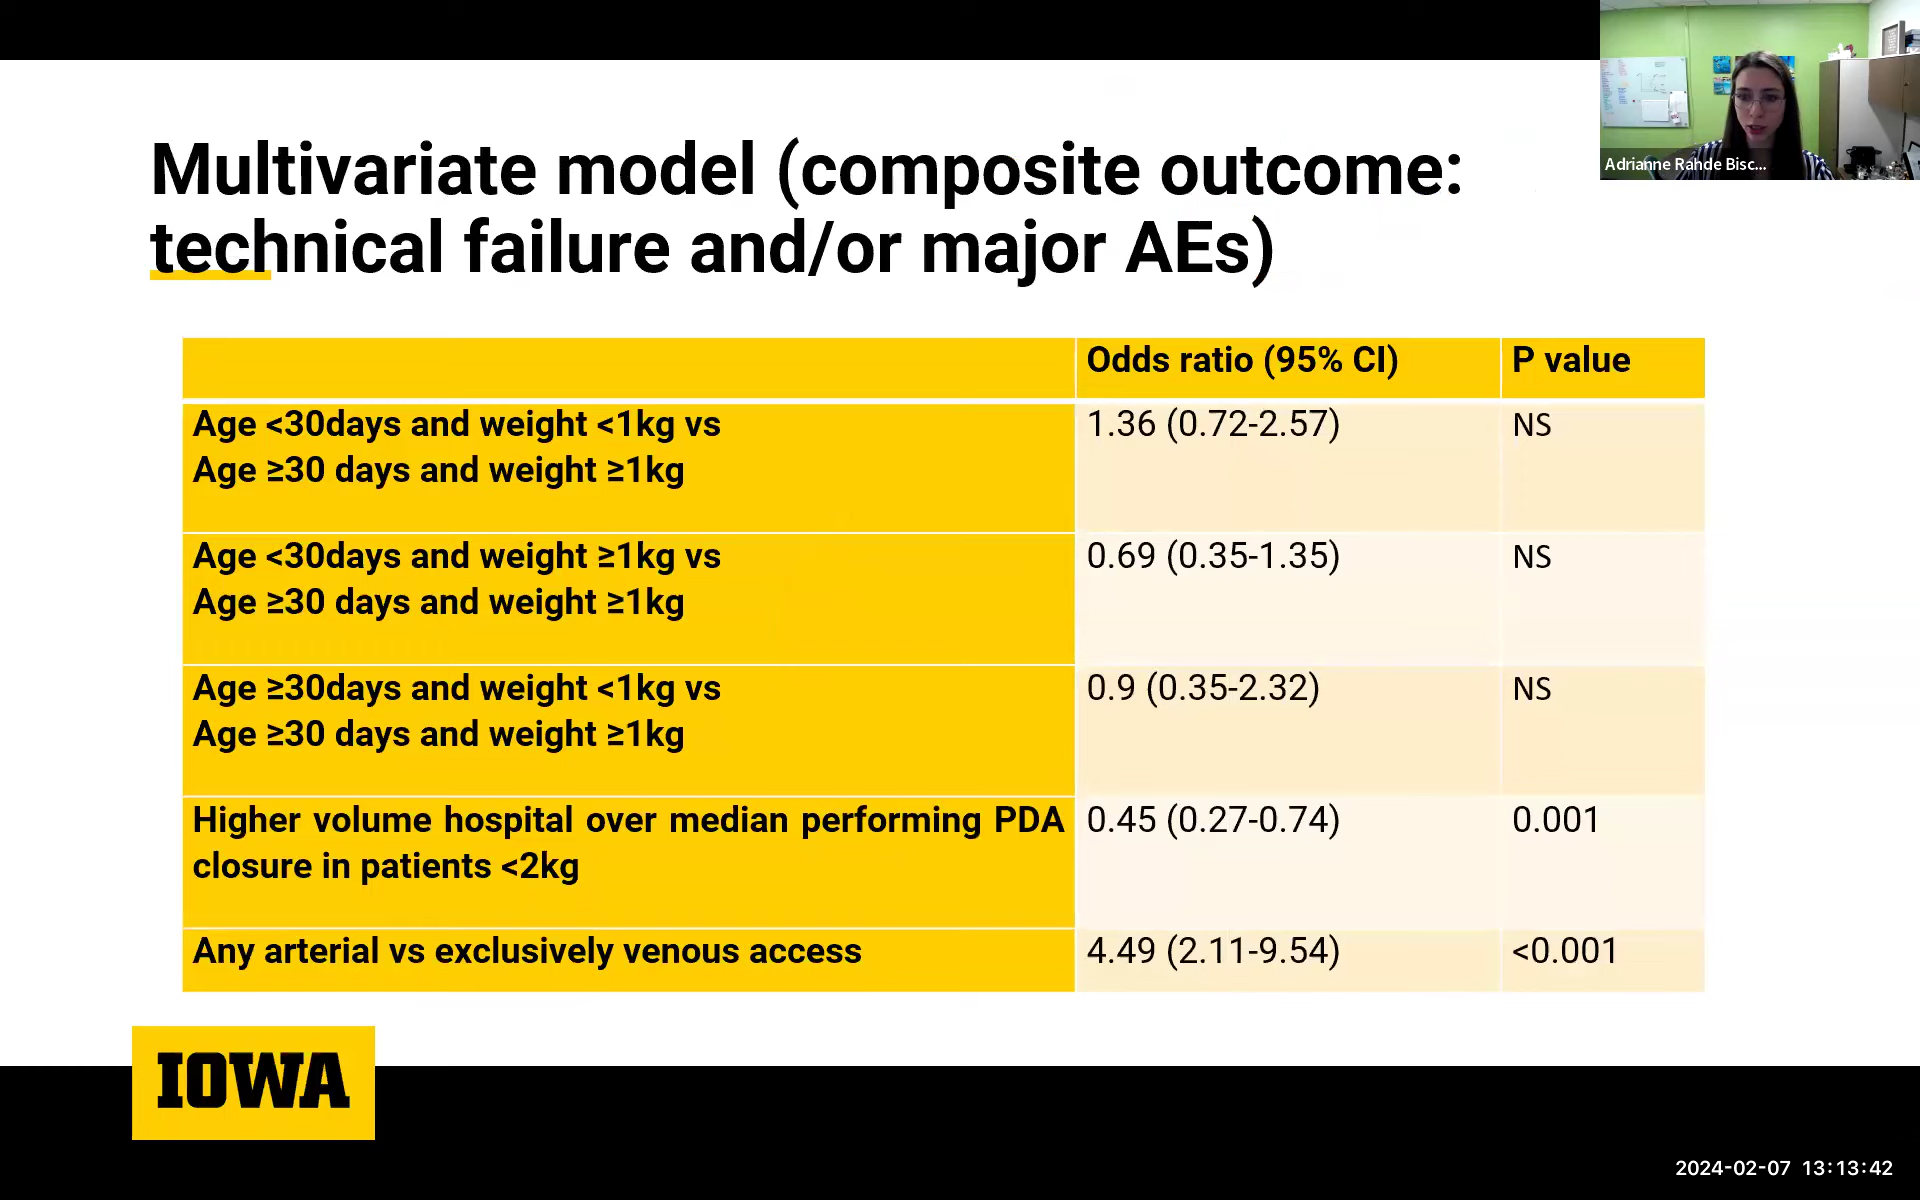 Adrianne Rahde Bisc...
Multivariate model (composite outcome:
technical failure and/or major AEs)
Odds ratio (95% CI)
P value
Age <30days and weight <1kg vs
Age ≥30 days and weight ≥1kg
1.36 (0.72-2.57)
NS
Age <30days and weight ≥1kg vs
Age ≥30 days and weight ≥1kg
0.69 (0.35-1.35)
NS
Age ≥30days and weight <1kg vs
Age ≥30 days and weight ≥1kg
0.9 (0.35-2.32)
NS
Higher volume hospital over median performing PDA
closure in patients <2kg
0.45 (0.27-0.74)
0.001
Any arterial vs exclusively venous access
4.49 (2.11-9.54)
<0.001
IOWA
2024-02-07 13:13:42